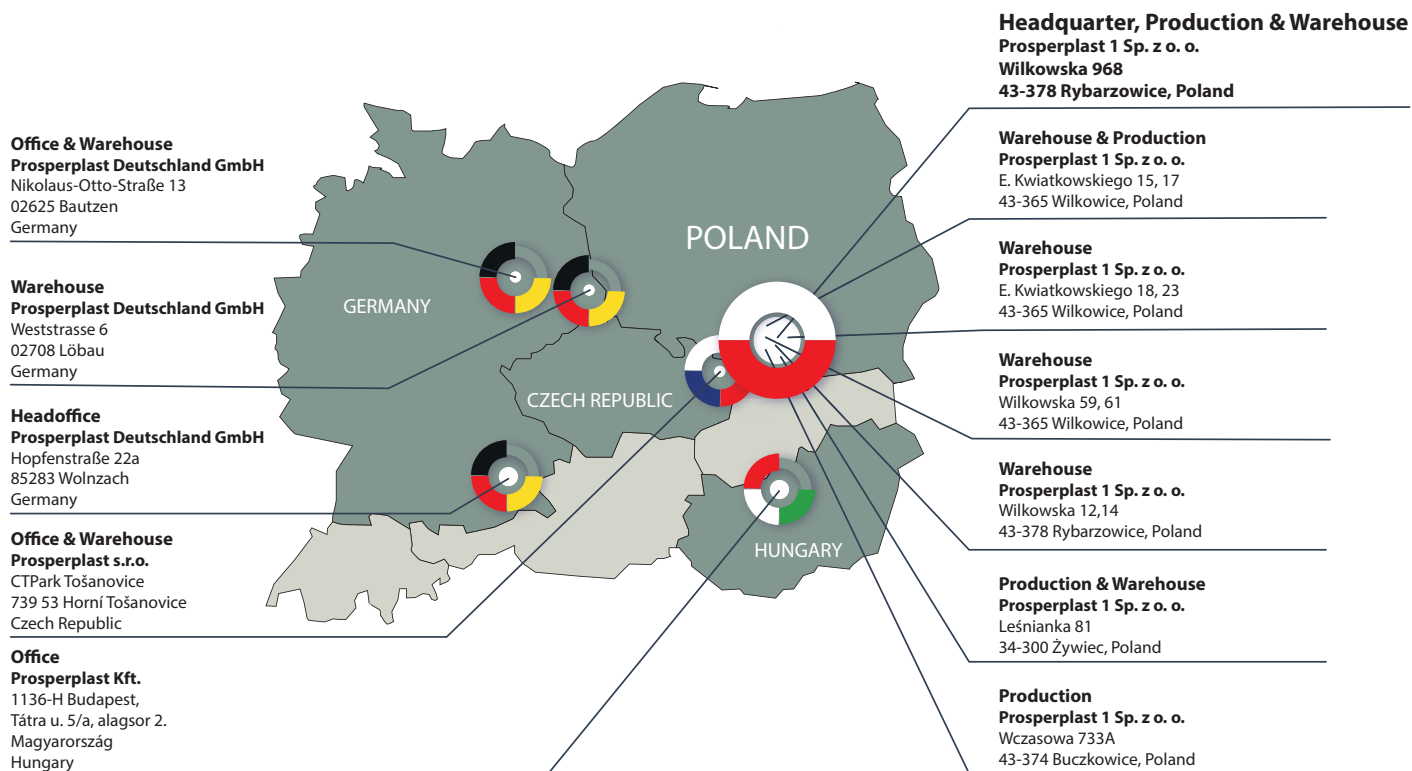 Headquarter, Production & Warehouse
Prosperplast 1 Sp. z o. o.
Wilkowska 968
43-378 Rybarzowice, Poland
Office & Warehouse
Prosperplast Deutschland GmbH
Nikolaus-Otto-Straße 13
02625 Bautzen
Germany
Warehouse
Prosperplast Deutschland GmbH
Weststrasse 6
02708 Löbau
Germany
Headoffice
Prosperplast Deutschland GmbH
Hopfenstraße 22a
85283 Wolnzach
Germany
Office & Warehouse
Prosperplast s.r.o.
CTPark Tošanovice
739 53 Horní Tošanovice
Czech Republic
Office
Prosperplast Kft.
1136-H Budapest,
Tátra u. 5/a, alagsor 2.
Magyarország
Hungary
POLAND
GERMANY
CZECH REPUBLIC
HUNGARY
Warehouse & Production
Prosperplast 1 Sp. z o. o.
E. Kwiatkowskiego 15, 17
43-365 Wilkowice, Poland
Warehouse
Prosperplast 1 Sp. z o. o.
E. Kwiatkowskiego 18, 23
43-365 Wilkowice, Poland
Warehouse
Prosperplast 1 Sp. z o. o.
Wilkowska 59, 61
43-365 Wilkowice, Poland
Warehouse
Prosperplast 1 Sp. z o. o.
Wilkowska 12,14
43-378 Rybarzowice, Poland
Production & Warehouse
Prosperplast 1 Sp. z o. o.
Leśnianka 81
34-300 Żywiec, Poland
Production
Prosperplast 1 Sp. z o. o.
Wczasowa 733A
43-374 Buczkowice, Poland